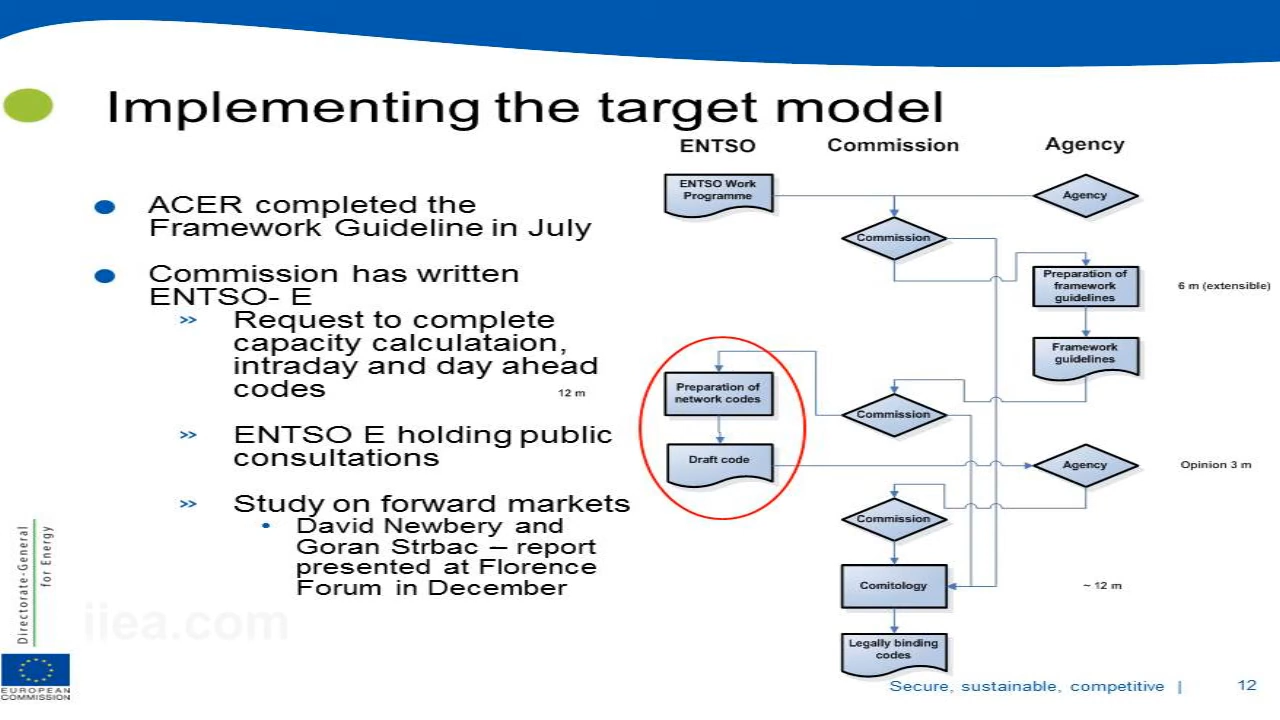 Implementing the target model
ACER completed the
Framework Guideline in July
Commission has written
ENTSO- E
>> Request to complete
capacity calculataion,
intraday and day ahead
codes
>> ENTSO E holding public
consultations
>> Study on forward markets
• David Newbery and
Goran Strbac – report
presented at Florence
Forum in December
12 m
ENTSO
Commission
Agency
ENTSO Work
Programme
Agency
Commission
Preparation of
framework
guidelines
6 m (extensible)
Framework
guidelines
Preparation of
network codes
Commission
Draft code
Agency
Opinion 3 m
Commission
Comitology
~ 12 m
Legally binding
codes
Directorate-General
for Energy
iiea.com
EUROPEAN
COMMISSION
Secure, sustainable, competitive |
12